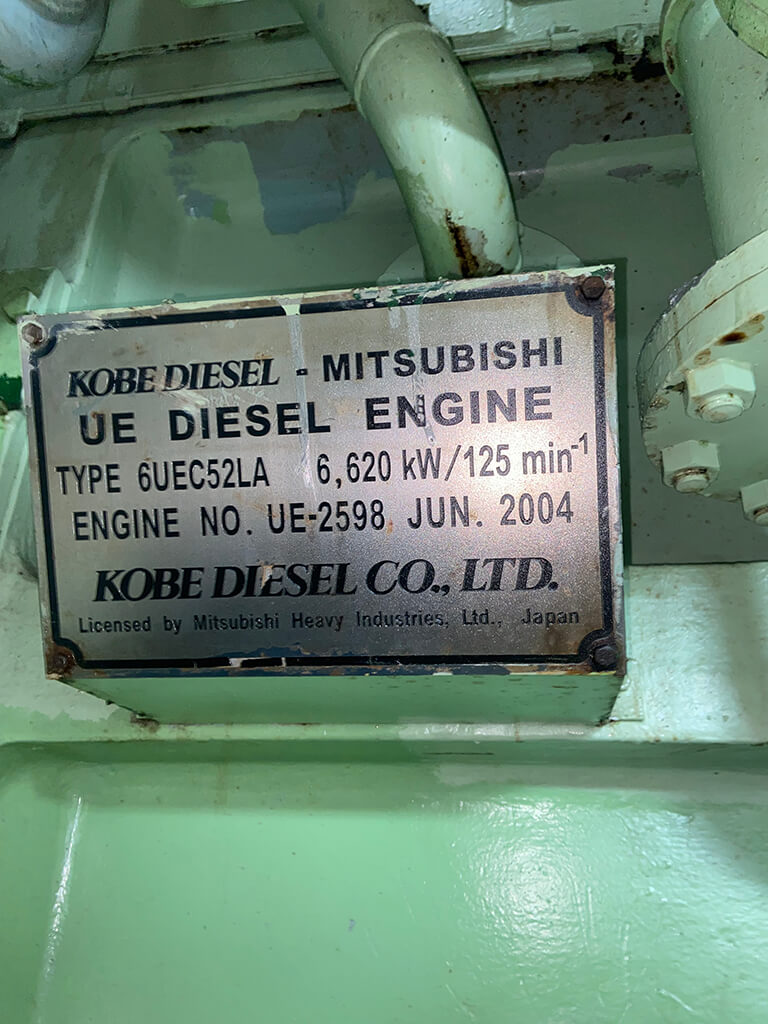 KOBE DIESEL - MITSUBISHI
UE DIESEL ENGINE
TYPE 6UEC52LA 6,620 kW/125 min⁻¹
ENGINE NO. UE-2598 JUN. 2004
KOBE DIESEL CO., LTD.
Licensed by Mitsubishi Heavy Industries, Ltd., Japan